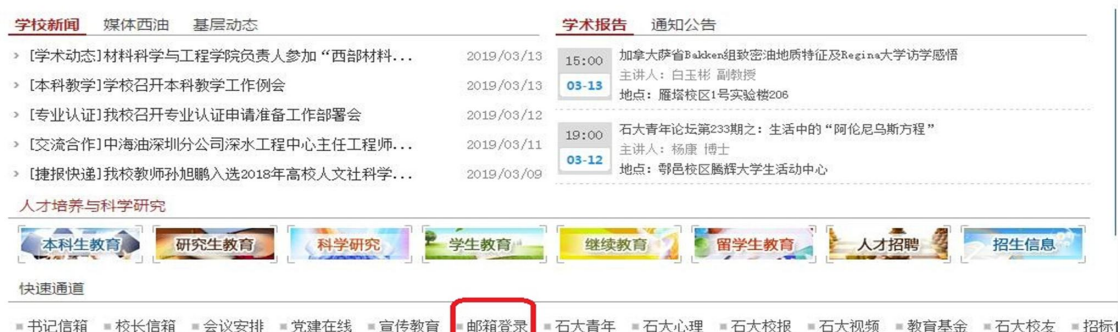 学校新闻 媒体西油 基层动态
[学术动态]材料科学与工程学院负责人参加“西部材料... 2019/03/13
[本科教学]学校召开本科教学工作例会 2019/03/13
[专业认证]我校召开专业认证申请准备工作部署会 2019/03/12
[交流合作]中海油深圳分公司深水工程中心主任工程师... 2019/03/11
[捷报快递]我校教师孙旭鹏入选2018年高校人文社科学... 2019/03/09
学术报告 通知公告
15:00
03-13
加拿大萨省Bakken组致密油地质特征及Regina大学访学感悟
主讲人：白玉彬 副教授
地点：雁塔校区1号实验楼206
19:00
03-12
石大青年论坛第233期之：生活中的“阿伦尼乌斯方程”
主讲人：杨康 博士
地点：鄠邑校区腾辉大学生活动中心
人才培养与科学研究
本科生教育 研究生教育 科学研究 学生教育 继续教育 留学生教育 人才招聘 招生信息
快速通道
书记信箱 校长信箱 会议安排 党建在线 宣传教育 邮箱登录 石大青年 石大心理 石大校报 石大视频 教育基金 石大校友 招标